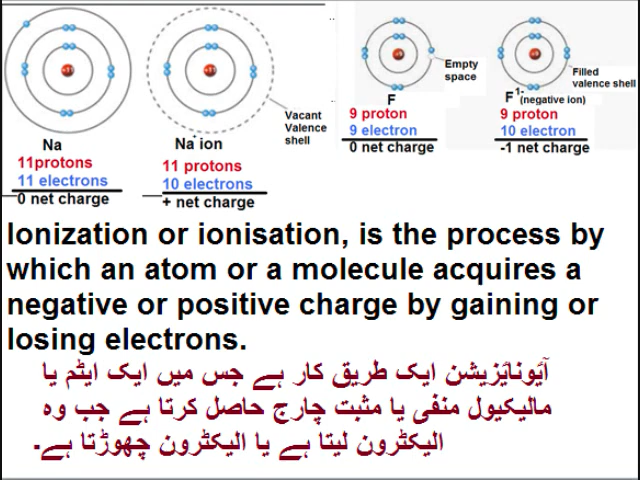 Na
11protons
11 electrons
0 net charge
Na+ ion
11 protons
10 electrons
+ net charge
Vacant
Valence
shell
F
9 proton
9 electron
0 net charge
Empty
space
F1-(negative ion)
9 proton
10 electron
-1 net charge
Filled
valence shell
Ionization or ionisation, is the process by
which an atom or a molecule acquires a
negative or positive charge by gaining or
losing electrons.
آئیونائیزیشن ایک طریق کار ہے جس میں ایک ایٹم یا
مالیکیول منفی یا مثبت چارج حاصل کرتا ہے جب وہ
الیکٹرون لیتا ہے یا الیکٹرون چھوڑتا ہے۔